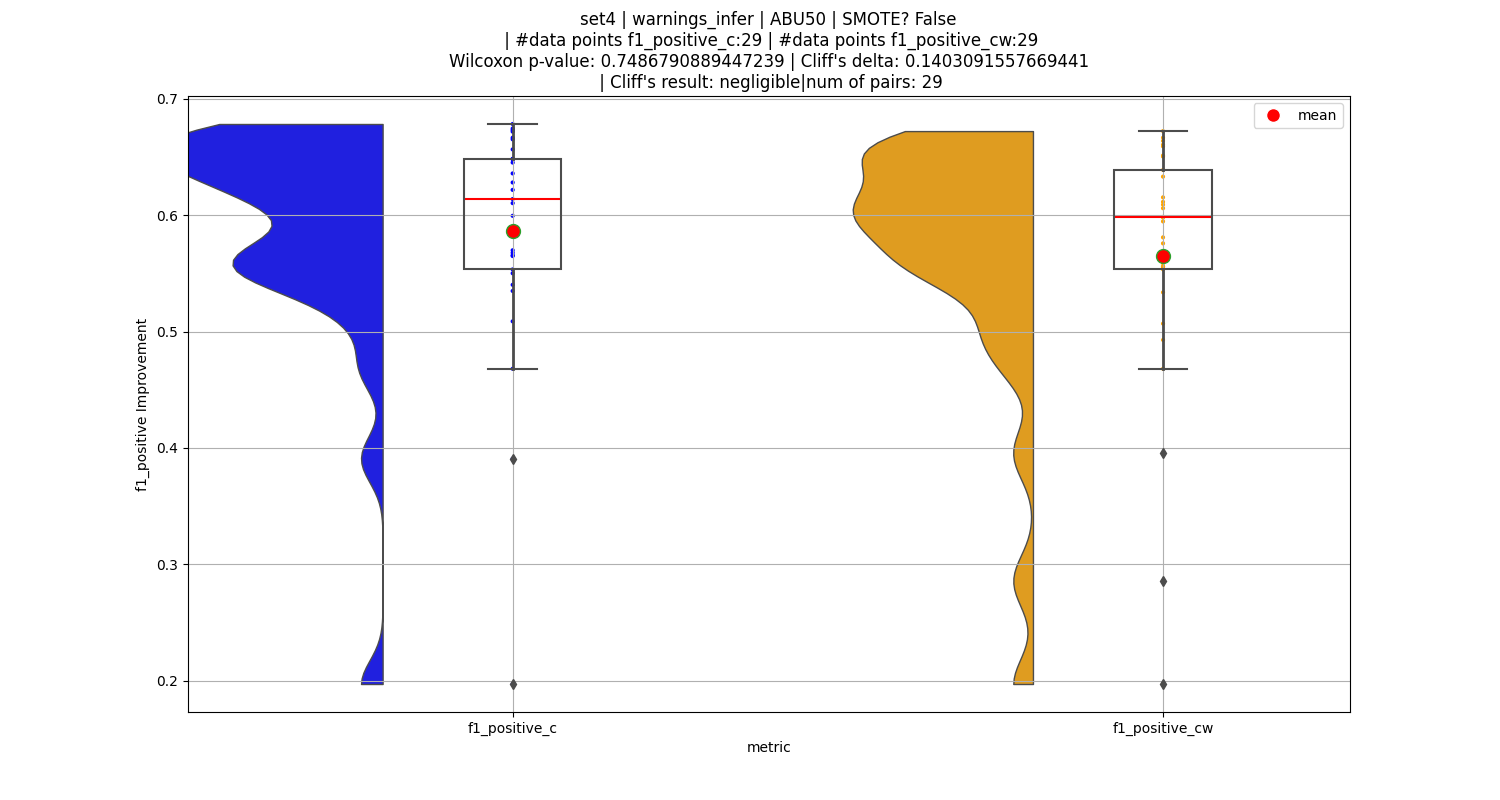 set4 | warnings_infer | ABU50 | SMOTE? False
| #data points f1_positive_c:29 | #data points f1_positive_cw:29
Wilcoxon p-value: 0.7486790889447239 | Cliff's delta: 0.1403091557669441
| Cliff's result: negligible|num of pairs: 29
mean
0.7
0.6
0.5
0.4
0.3
0.2
f1_positive Improvement
f1_positive_c
f1_positive_cw
metric